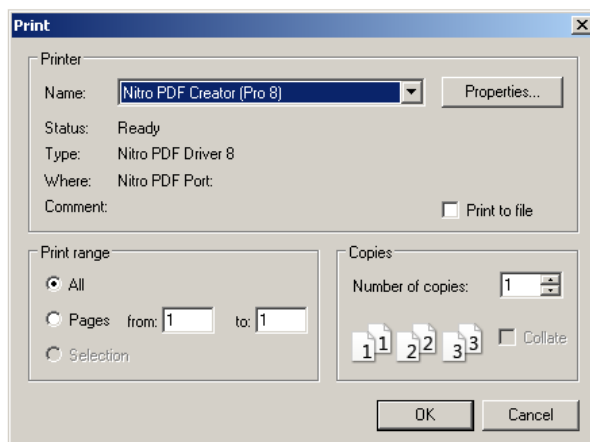 Print
Printer
Name: Nitro PDF Creator (Pro 8) Properties...
Status: Ready
Type: Nitro PDF Driver 8
Where: Nitro PDF Port:
Comment: Print to file
Print range
All
Pages from: 1 to: 1
Selection
Copies
Number of copies: 1
1 1 2 2 3 3 Collate
OK Cancel